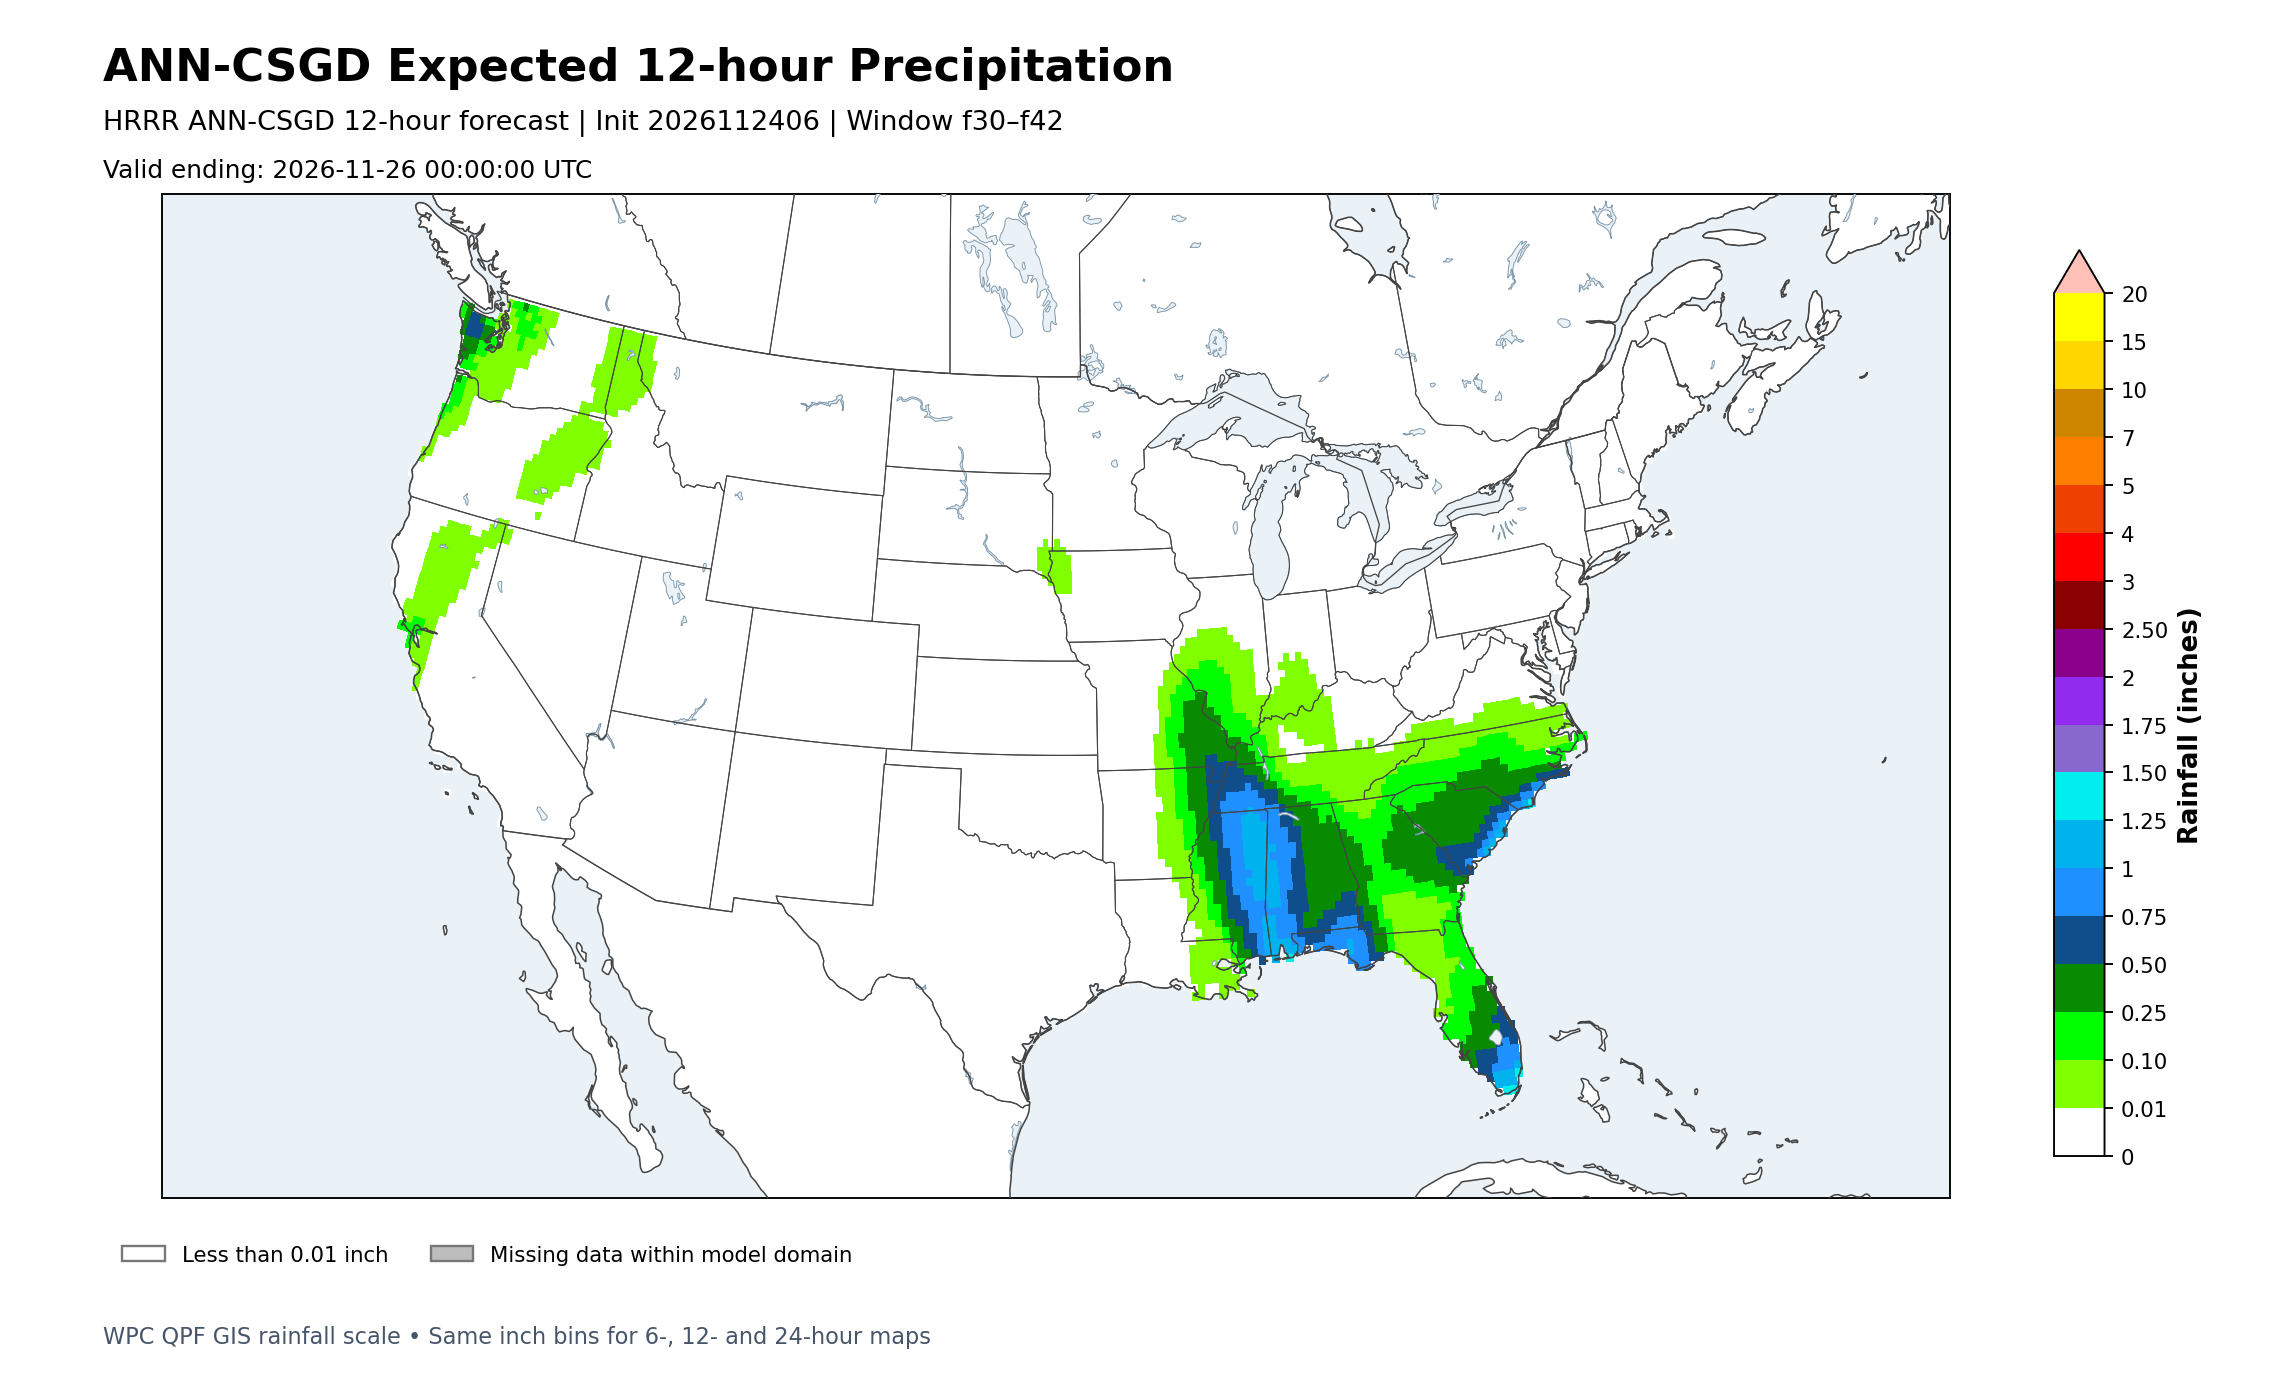 ANN-CSGD Expected 12-hour Precipitation
HRRR ANN-CSGD 12-hour forecast | Init 2026112406 | Window f30–f42
Valid ending: 2026-11-26 00:00:00 UTC
20
15
10
7
5
4
3
2.50
2
1.75
1.50
1.25
1
0.75
0.50
0.25
0.10
0.01
0
Rainfall (inches)
Less than 0.01 inch
Missing data within model domain
WPC QPF GIS rainfall scale • Same inch bins for 6-, 12- and 24-hour maps